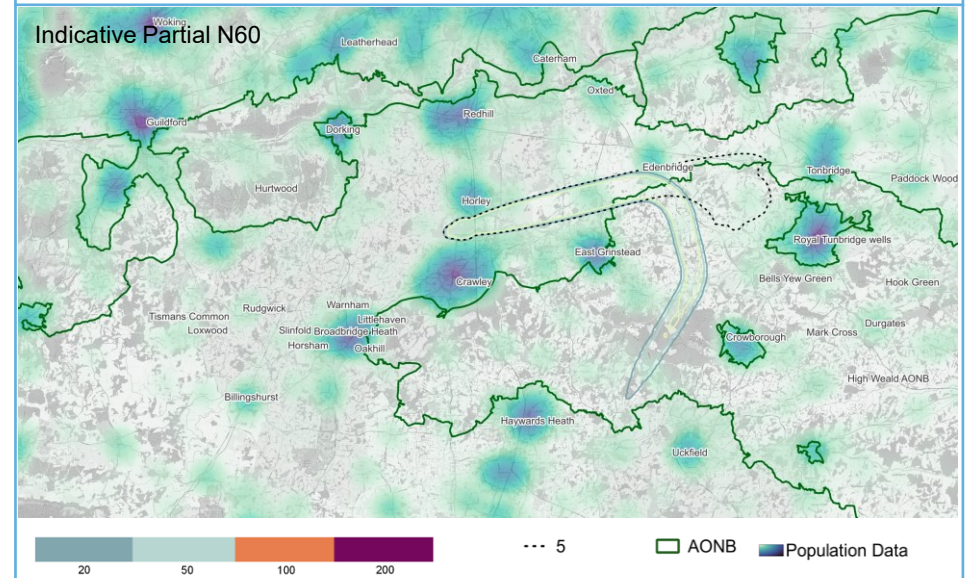 Indicative Partial N60
Woking
Leatherhead
Caterham
Oxted
Guildford
Redhill
Dorking
Edenbridge
Tonbridge
Paddock Wood
Hurtwood
Horley
Royal Tunbridge wells
East Grinstead
Bells Yew Green
Hook Green
Crawley
Warnham
Rudgwick
Tismans Common
Littlehaven
Loxwood
Slinfold
Broadbridge Heath
Durgates
Mark Cross
Crowborough
Horsham
Oakhill
High Weald AONB
Billingshurst
Haywards Heath
Uckfield
5
AONB
Population Data
20 50 100 200